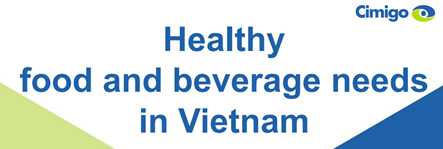 Cimigo
Healthy
food and beverage needs
in Vietnam